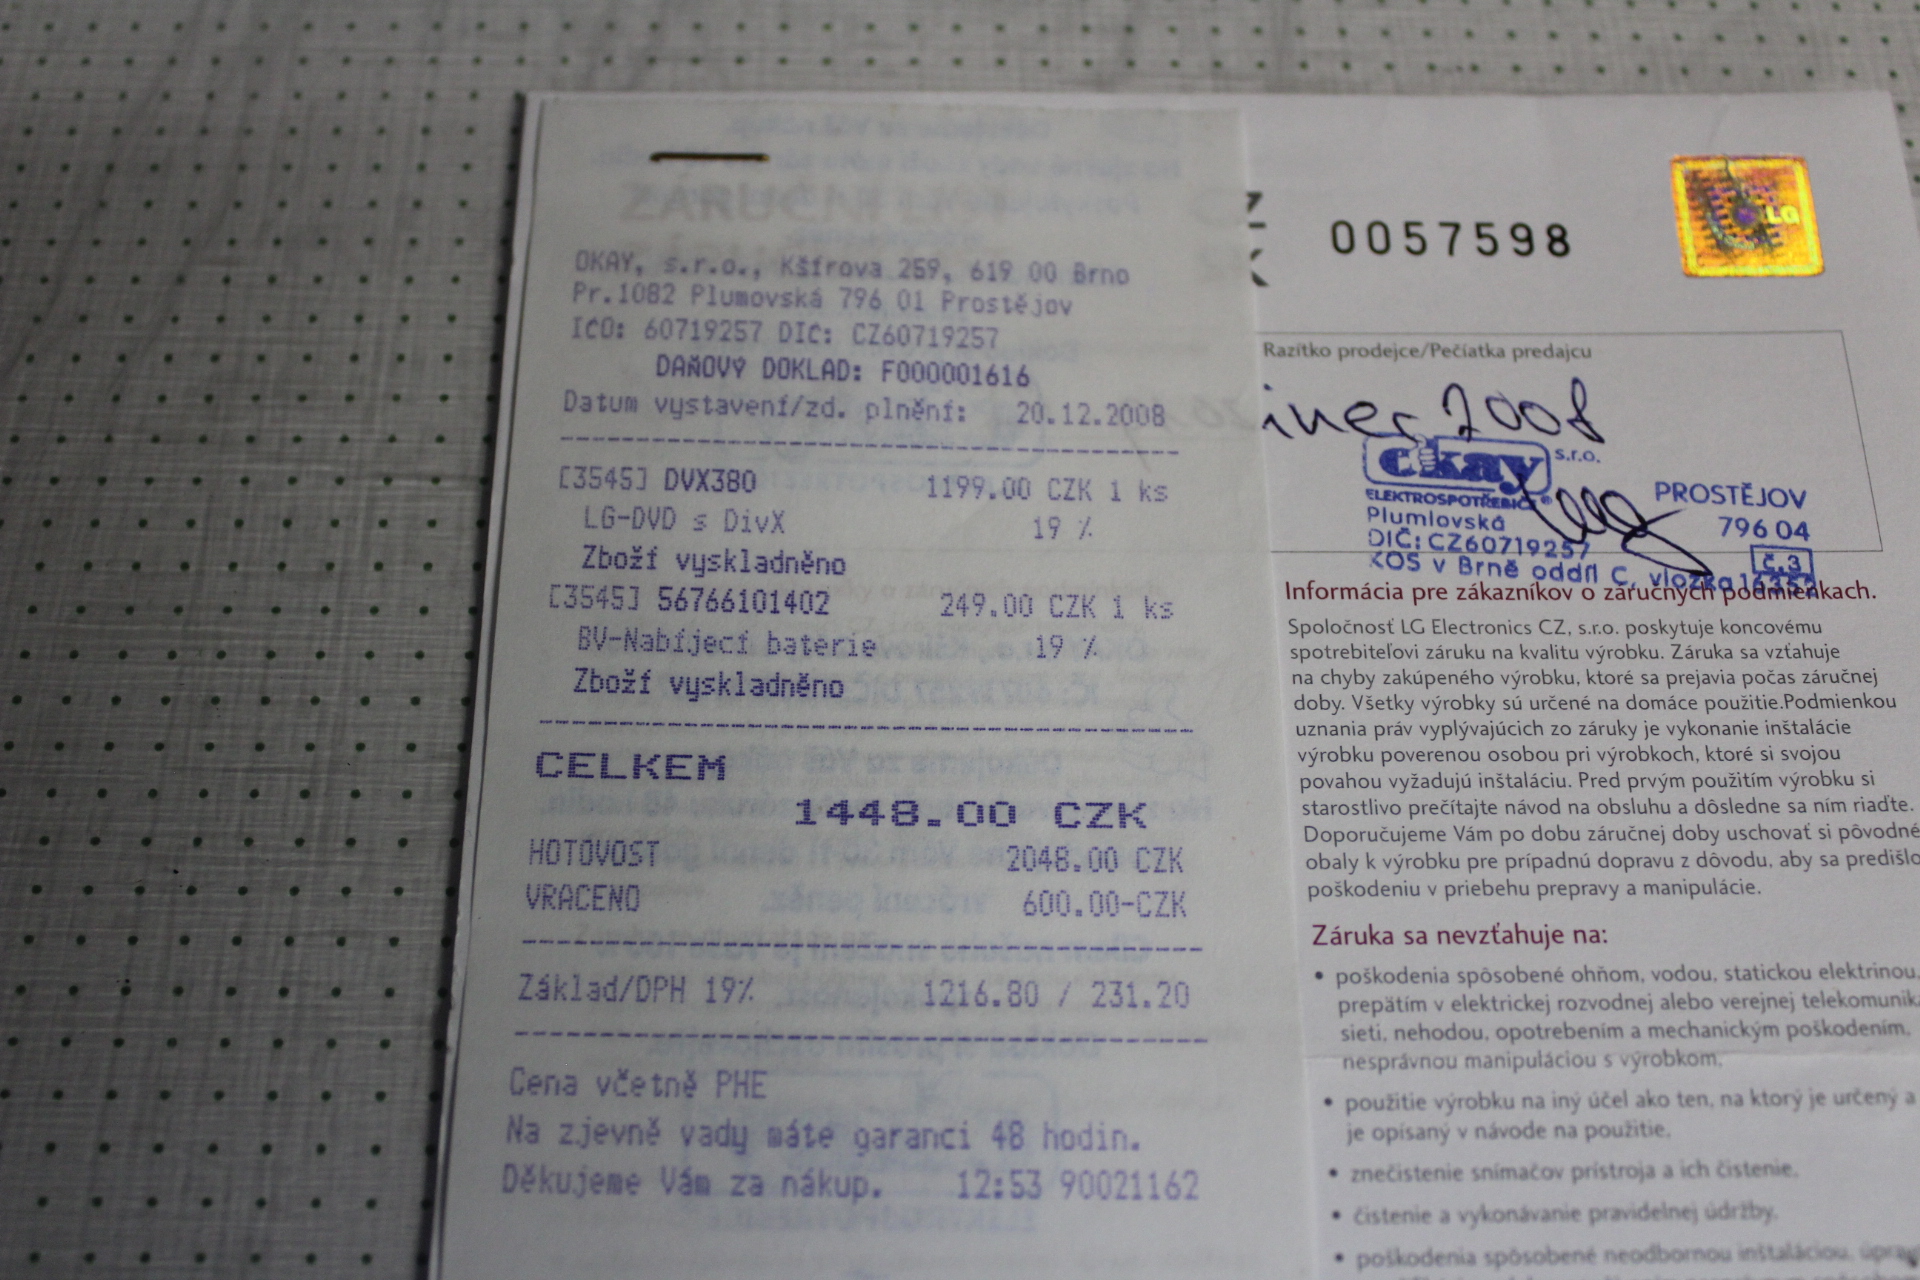 OKAY, s.r.o., Kšírova 259, 619 00 Brno
Pr.1082 Plumovská 796 01 Prostějov
IČO: 60719257 DIČ: CZ60719257
DAŇOVÝ DOKLAD: F000001616
Datum vystavení/zd. plnění: 20.12.2008
[3545] DVX380 1199.00 CZK 1 ks
LG-DVD s DivX 19 %
Zboží vyskladněno
[3545] 56766101402 249.00 CZK 1 ks
BV-Nabíjecí baterie 19 %
Zboží vyskladněno
CELKEM
1448.00 CZK
HOTOVOST 2048.00 CZK
VRACENO 600.00-CZK
Základ/DPH 19% 1216.80 / 231.20
Cena včetně PHE
Na zjevné vady máte garanci 48 hodin.
Děkujeme Vám za nákup. 12:53 90021162
Z
K
0057598
LG
Razítko prodejce/Pečiatka predajcu
2008
okay s.r.o.
ELEKTROSPOTŘEBIČE
PROSTĚJOV
Plumlovská 796 04
DIČ: CZ60719257 č.3
KOS v Brně oddíl C, vložka
Informácia pre zákazníkov o záručných podmienkach.
Spoločnosť LG Electronics CZ, s.r.o. poskytuje koncovému
spotrebiteľovi záruku na kvalitu výrobku. Záruka sa vzťahuje
na chyby zakúpeného výrobku, ktoré sa prejavia počas záručnej
doby. Všetky výrobky sú určené na domáce použitie.Podmienkou
uznania práv vyplývajúcich zo záruky je vykonanie inštalácie
výrobku poverenou osobou pri výrobkoch, ktoré si svojou
povahou vyžadujú inštaláciu. Pred prvým použitím výrobku si
starostlivo prečítajte návod na obsluhu a dôsledne sa ním riaďte.
Doporučujeme Vám po dobu záručnej doby uschovať si pôvodné
obaly k výrobku pre prípadnú dopravu z dôvodu, aby sa predišlo
poškodeniu v priebehu prepravy a manipulácie.
Záruka sa nevzťahuje na:
• poškodenia spôsobené ohňom, vodou, statickou elektrinou,
prepätím v elektrickej rozvodnej alebo verejnej telekomunik
sieti, nehodou, opotrebením a mechanickým poškodením,
nesprávnou manipuláciou s výrobkom.
• použitie výrobku na iný účel ako ten, na ktorý je určený a
je opísaný v návode na použitie.
• znečistenie snímačov prístroja a ich čistenie.
• čistenie a vykonávanie pravidelnej údržby.
• poškodenia spôsobené neodbornou inštaláciou,